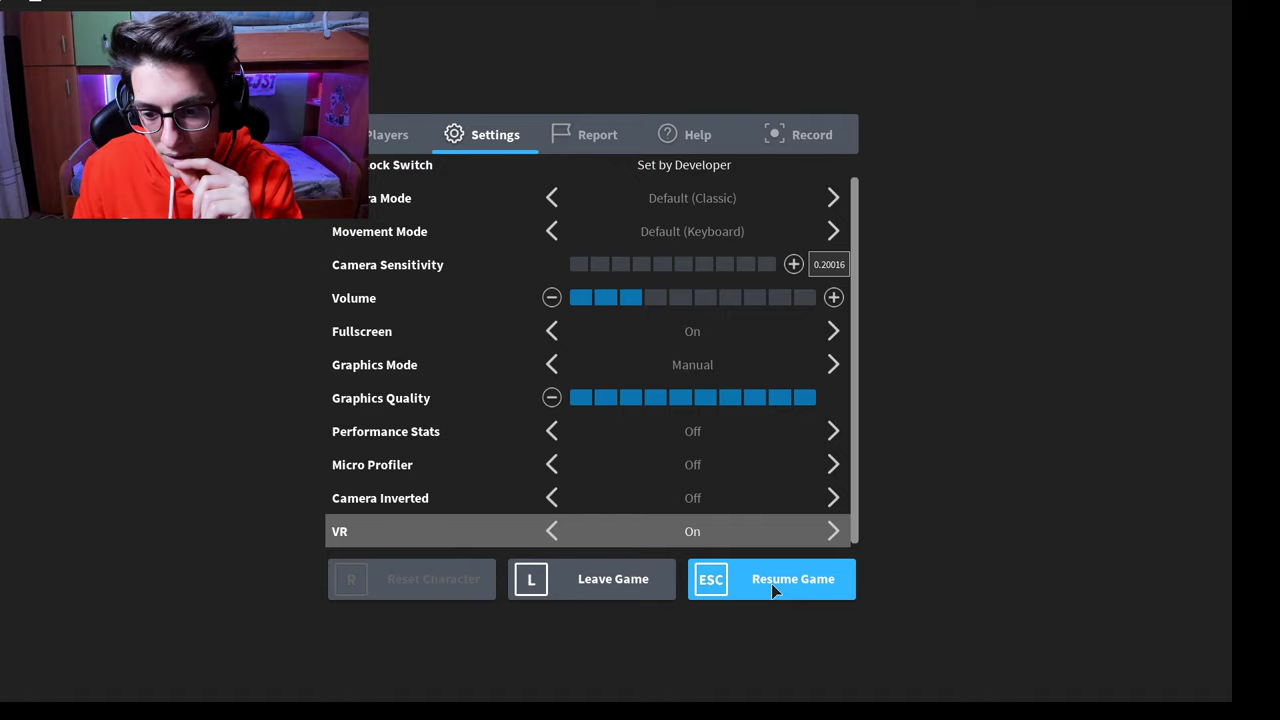 Players Settings Report Help Record
ock Switch Set by Developer
a Mode Default (Classic)
Movement Mode Default (Keyboard)
Camera Sensitivity 0.20016
Volume
Fullscreen On
Graphics Mode Manual
Graphics Quality
Performance Stats Off
Micro Profiler Off
Camera Inverted Off
VR On
R Reset Character L Leave Game ESC Resume Game